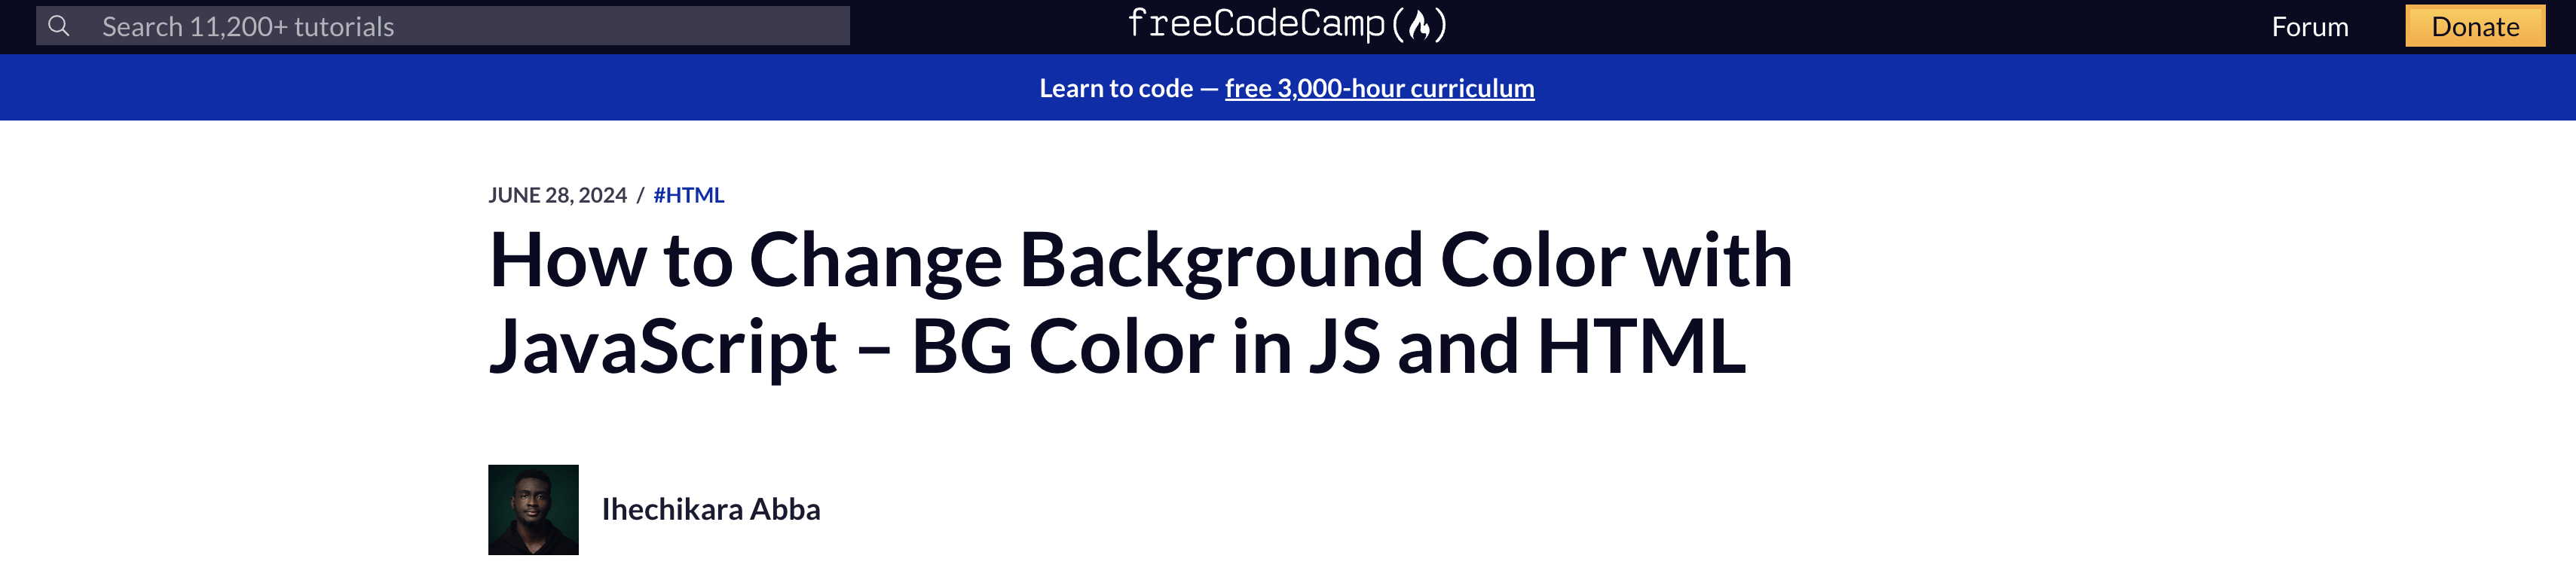 Search 11,200+ tutorials
freeCodeCamp(🔥)
Forum
Donate
Learn to code — free 3,000-hour curriculum
JUNE 28, 2024 / #HTML
How to Change Background Color with
JavaScript – BG Color in JS and HTML
Ihechikara Abba